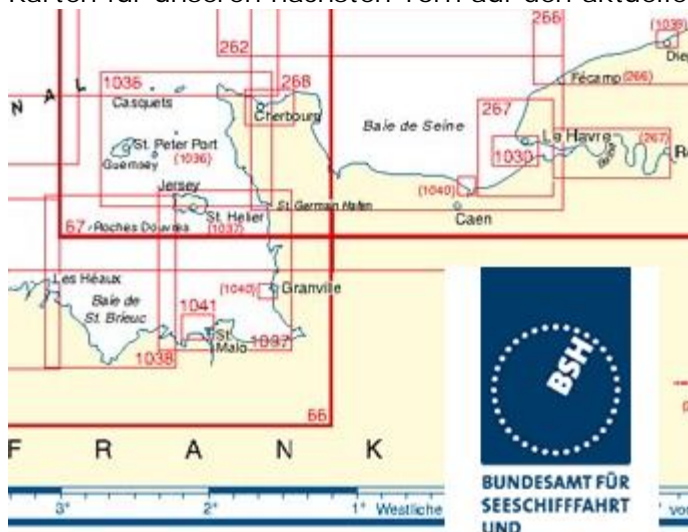 Karten für unseren nächsten Törn auf den
266
(1039)
262
Fécamp (266)
1036
268
N A L
Casquets
Cherbourg
267
Baie de Seine
Le Havre
(267)
St. Peter Port
1030
Guernsey
(1036)
Jersey
(1040)
St. Helier
St. Germain
Caen
67
Roches Douvres
(1037)
Les Héaux
(1040)
Granville
Baie de
St. Brieuc
1041
St.
Malo
1097
1038
66
F R A N K
BSH
BUNDESAMT FÜR
3° 2° 1° Westliche
SEESCHIFFFAHRT
UND